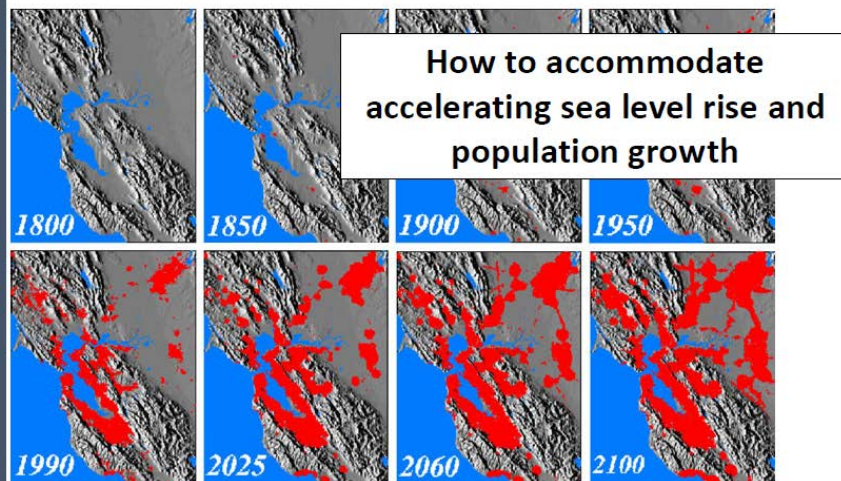 How to accommodate
accelerating sea level rise and
population growth
1800
1850
1900
1950
1990
2025
2060
2100